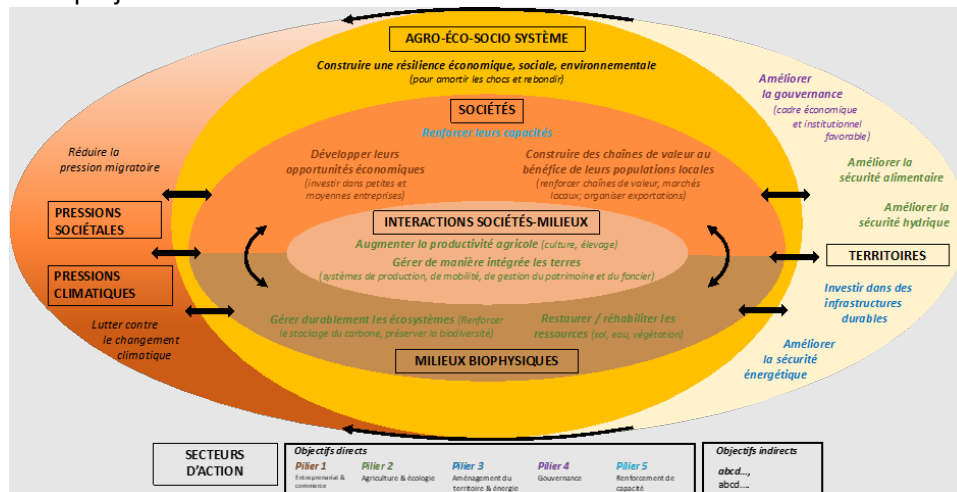 AGRO-ÉCO-SOCIO SYSTÈME
Construire une résilience économique, sociale, environnementale
(pour amortir les chocs et rebondir)
SOCIÉTÉS
Renforcer leurs capacités
Développer leurs
opportunités économiques
(investir dans petites et
moyennes entreprises)
Construire des chaînes de valeur au
bénéfice de leurs populations locales
(renforcer chaînes de valeur, marchés
locaux; organiser exportations)
INTERACTIONS SOCIÉTÉS-MILIEUX
Augmenter la productivité agricole (culture, élevage)
Gérer de manière intégrée les terres
(systèmes de production, de mobilité, de gestion du patrimoine et du foncier)
Gérer durablement les écosystèmes (Renforcer
le stockage du carbone, préserver la biodiversité)
Restaurer / réhabiliter les
ressources (sol, eau, végétation)
MILIEUX BIOPHYSIQUES
Réduire la
pression migratoire
PRESSIONS
SOCIÉTALES
PRESSIONS
CLIMATIQUES
Lutter contre
le changement
climatique
Améliorer
la gouvernance
(cadre économique
et institutionnel
favorable)
Améliorer la
sécurité alimentaire
Améliorer la
sécurité hydrique
TERRITOIRES
Investir dans des
infrastructures
durables
Améliorer
la sécurité
énergétique
SECTEURS
D'ACTION
Objectifs directs
Pilier 1
Entreprenariat &
commerce
Pilier 2
Agriculture & écologie
Pilier 3
Aménagement du
territoire & énergie
Pilier 4
Gouvernance
Pilier 5
Renforcement de
capacité
Objectifs indirects
abcd...,
abcd....